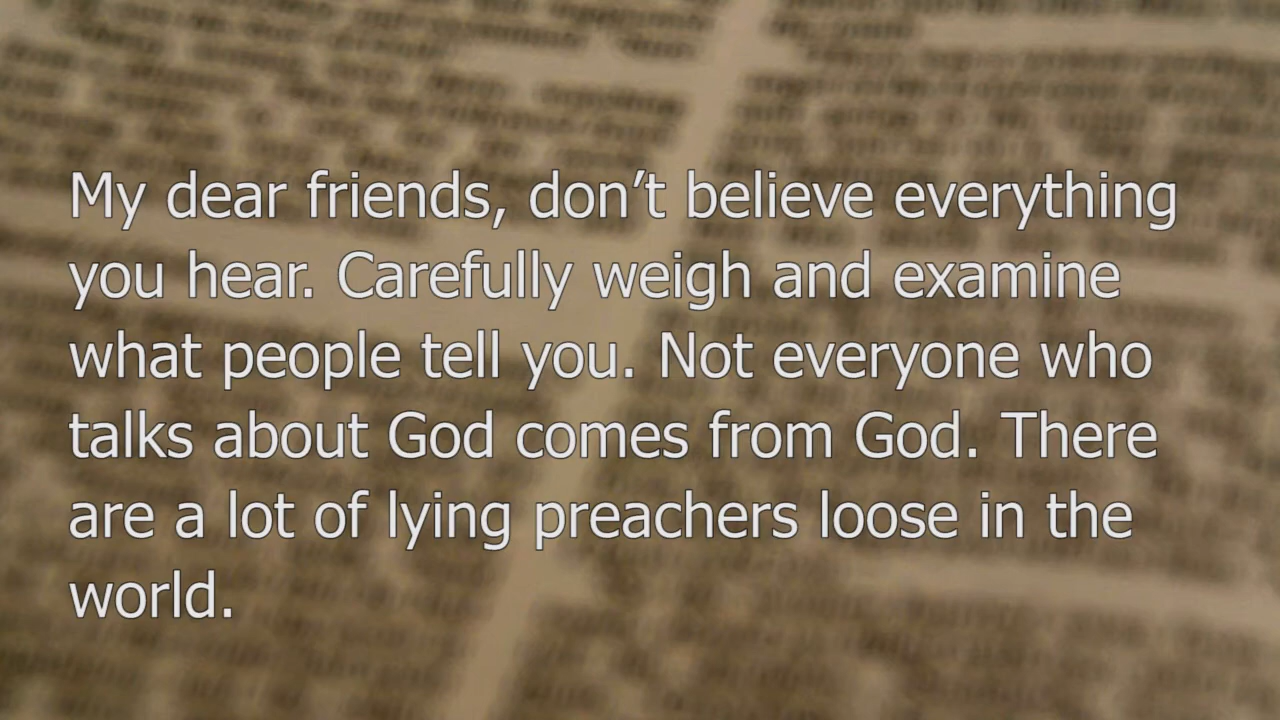 My dear friends, don’t believe everything
you hear. Carefully weigh and examine
what people tell you. Not everyone who
talks about God comes from God. There
are a lot of lying preachers loose in the
world.